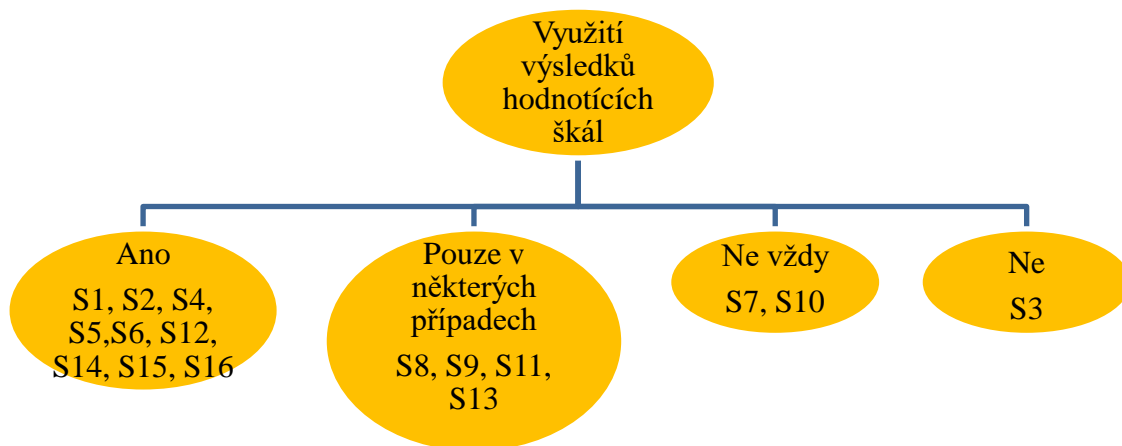 Využití
výsledků
hodnotících
škál
Ano
S1, S2, S4,
S5,S6, S12,
S14, S15, S16
Pouze v
některých
případech
S8, S9, S11,
S13
Ne vždy
S7, S10
Ne
S3